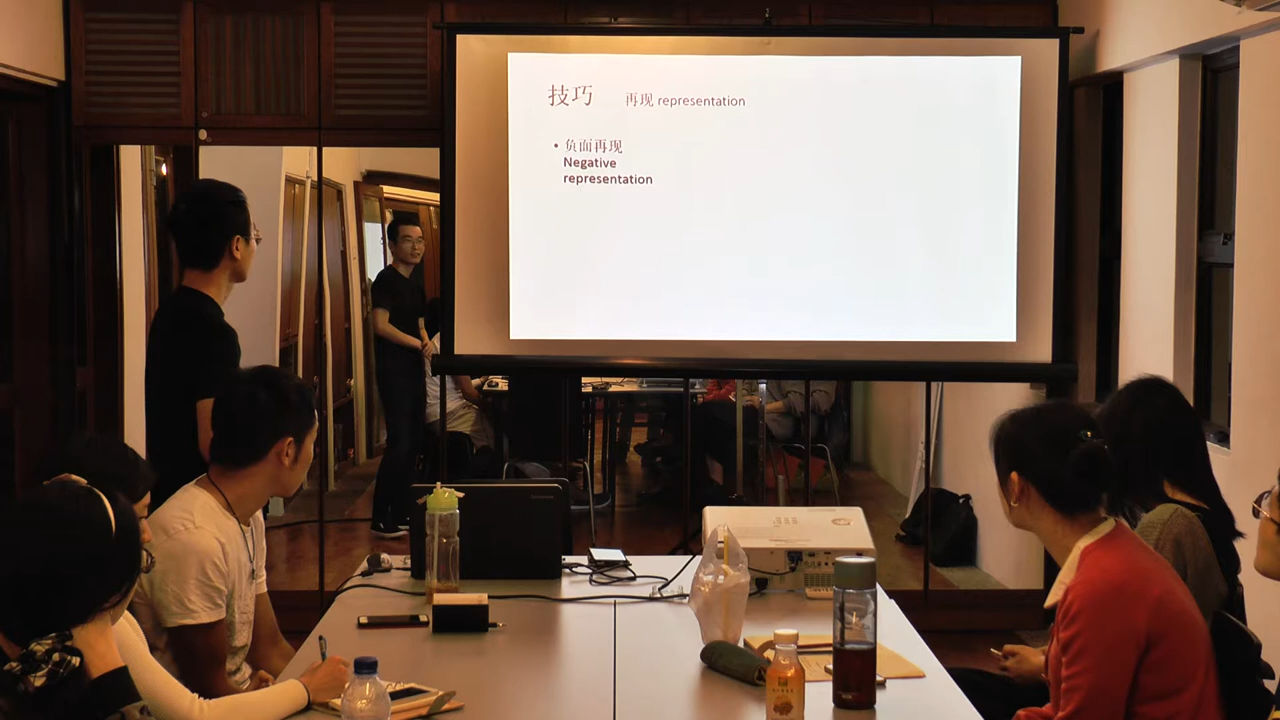 技巧 再现 representation
• 负面再现
Negative
representation